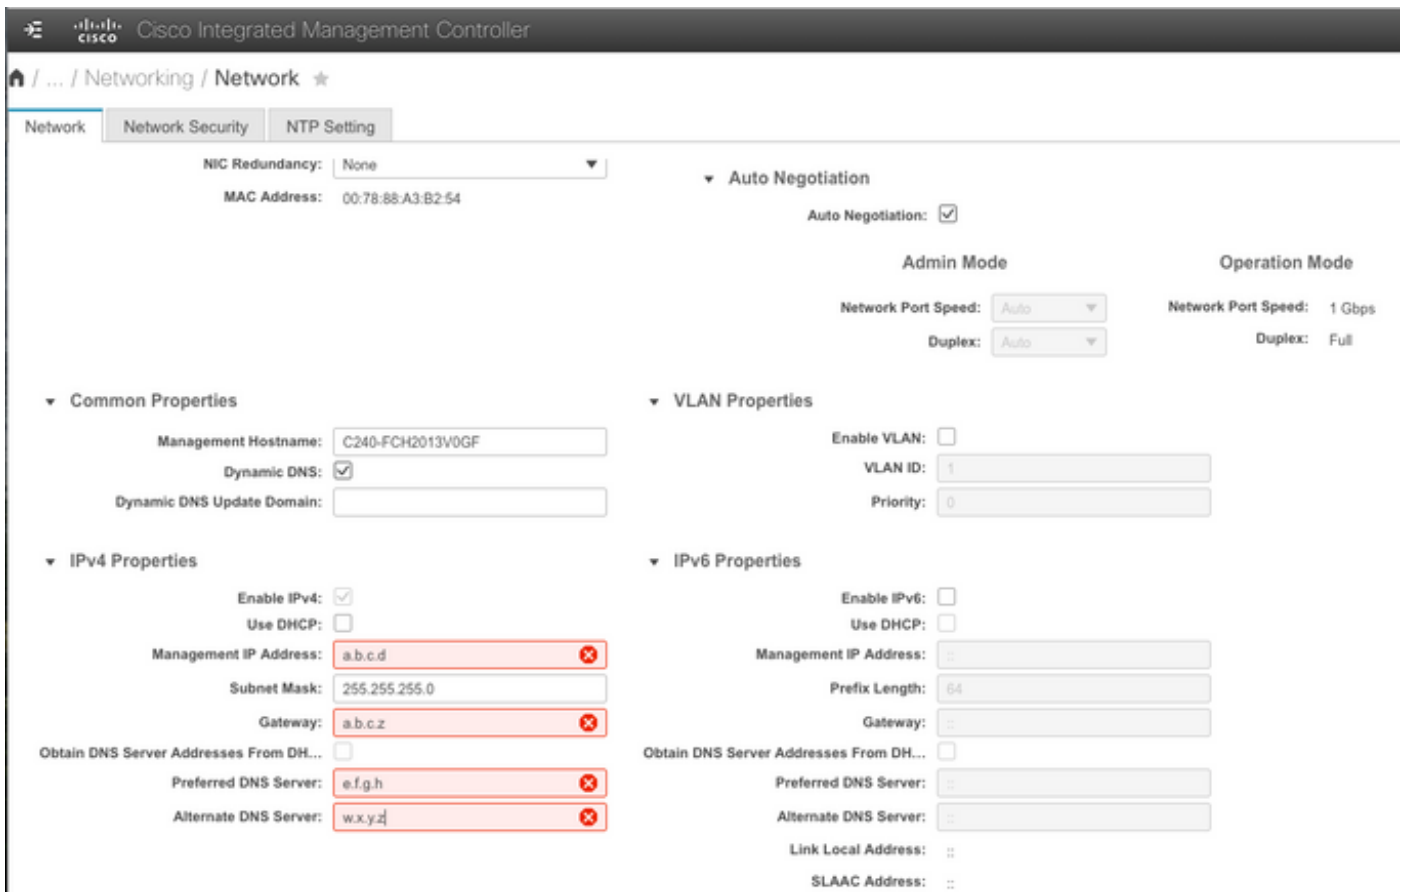 cisco Cisco Integrated Management Controller
/ ... / Networking / Network
Network Network Security NTP Setting
NIC Redundancy: None
MAC Address: 00:78:88:A3:B2:54
Auto Negotiation
Auto Negotiation:
Admin Mode Operation Mode
Network Port Speed: Auto Network Port Speed: 1 Gbps
Duplex: Auto Duplex: Full
Common Properties
Management Hostname: C240-FCH2013V0GF
Dynamic DNS:
Dynamic DNS Update Domain:
VLAN Properties
Enable VLAN:
VLAN ID: 1
Priority: 0
IPv4 Properties
Enable IPv4:
Use DHCP:
Management IP Address: a.b.c.d
Subnet Mask: 255.255.255.0
Gateway: a.b.c.z
Obtain DNS Server Addresses From DH...
Preferred DNS Server: e.f.g.h
Alternate DNS Server: w.x.y.z
IPv6 Properties
Enable IPv6:
Use DHCP:
Management IP Address: ::
Prefix Length: 64
Gateway: ::
Obtain DNS Server Addresses From DH...
Preferred DNS Server: ::
Alternate DNS Server: ::
Link Local Address: ::
SLAAC Address: ::